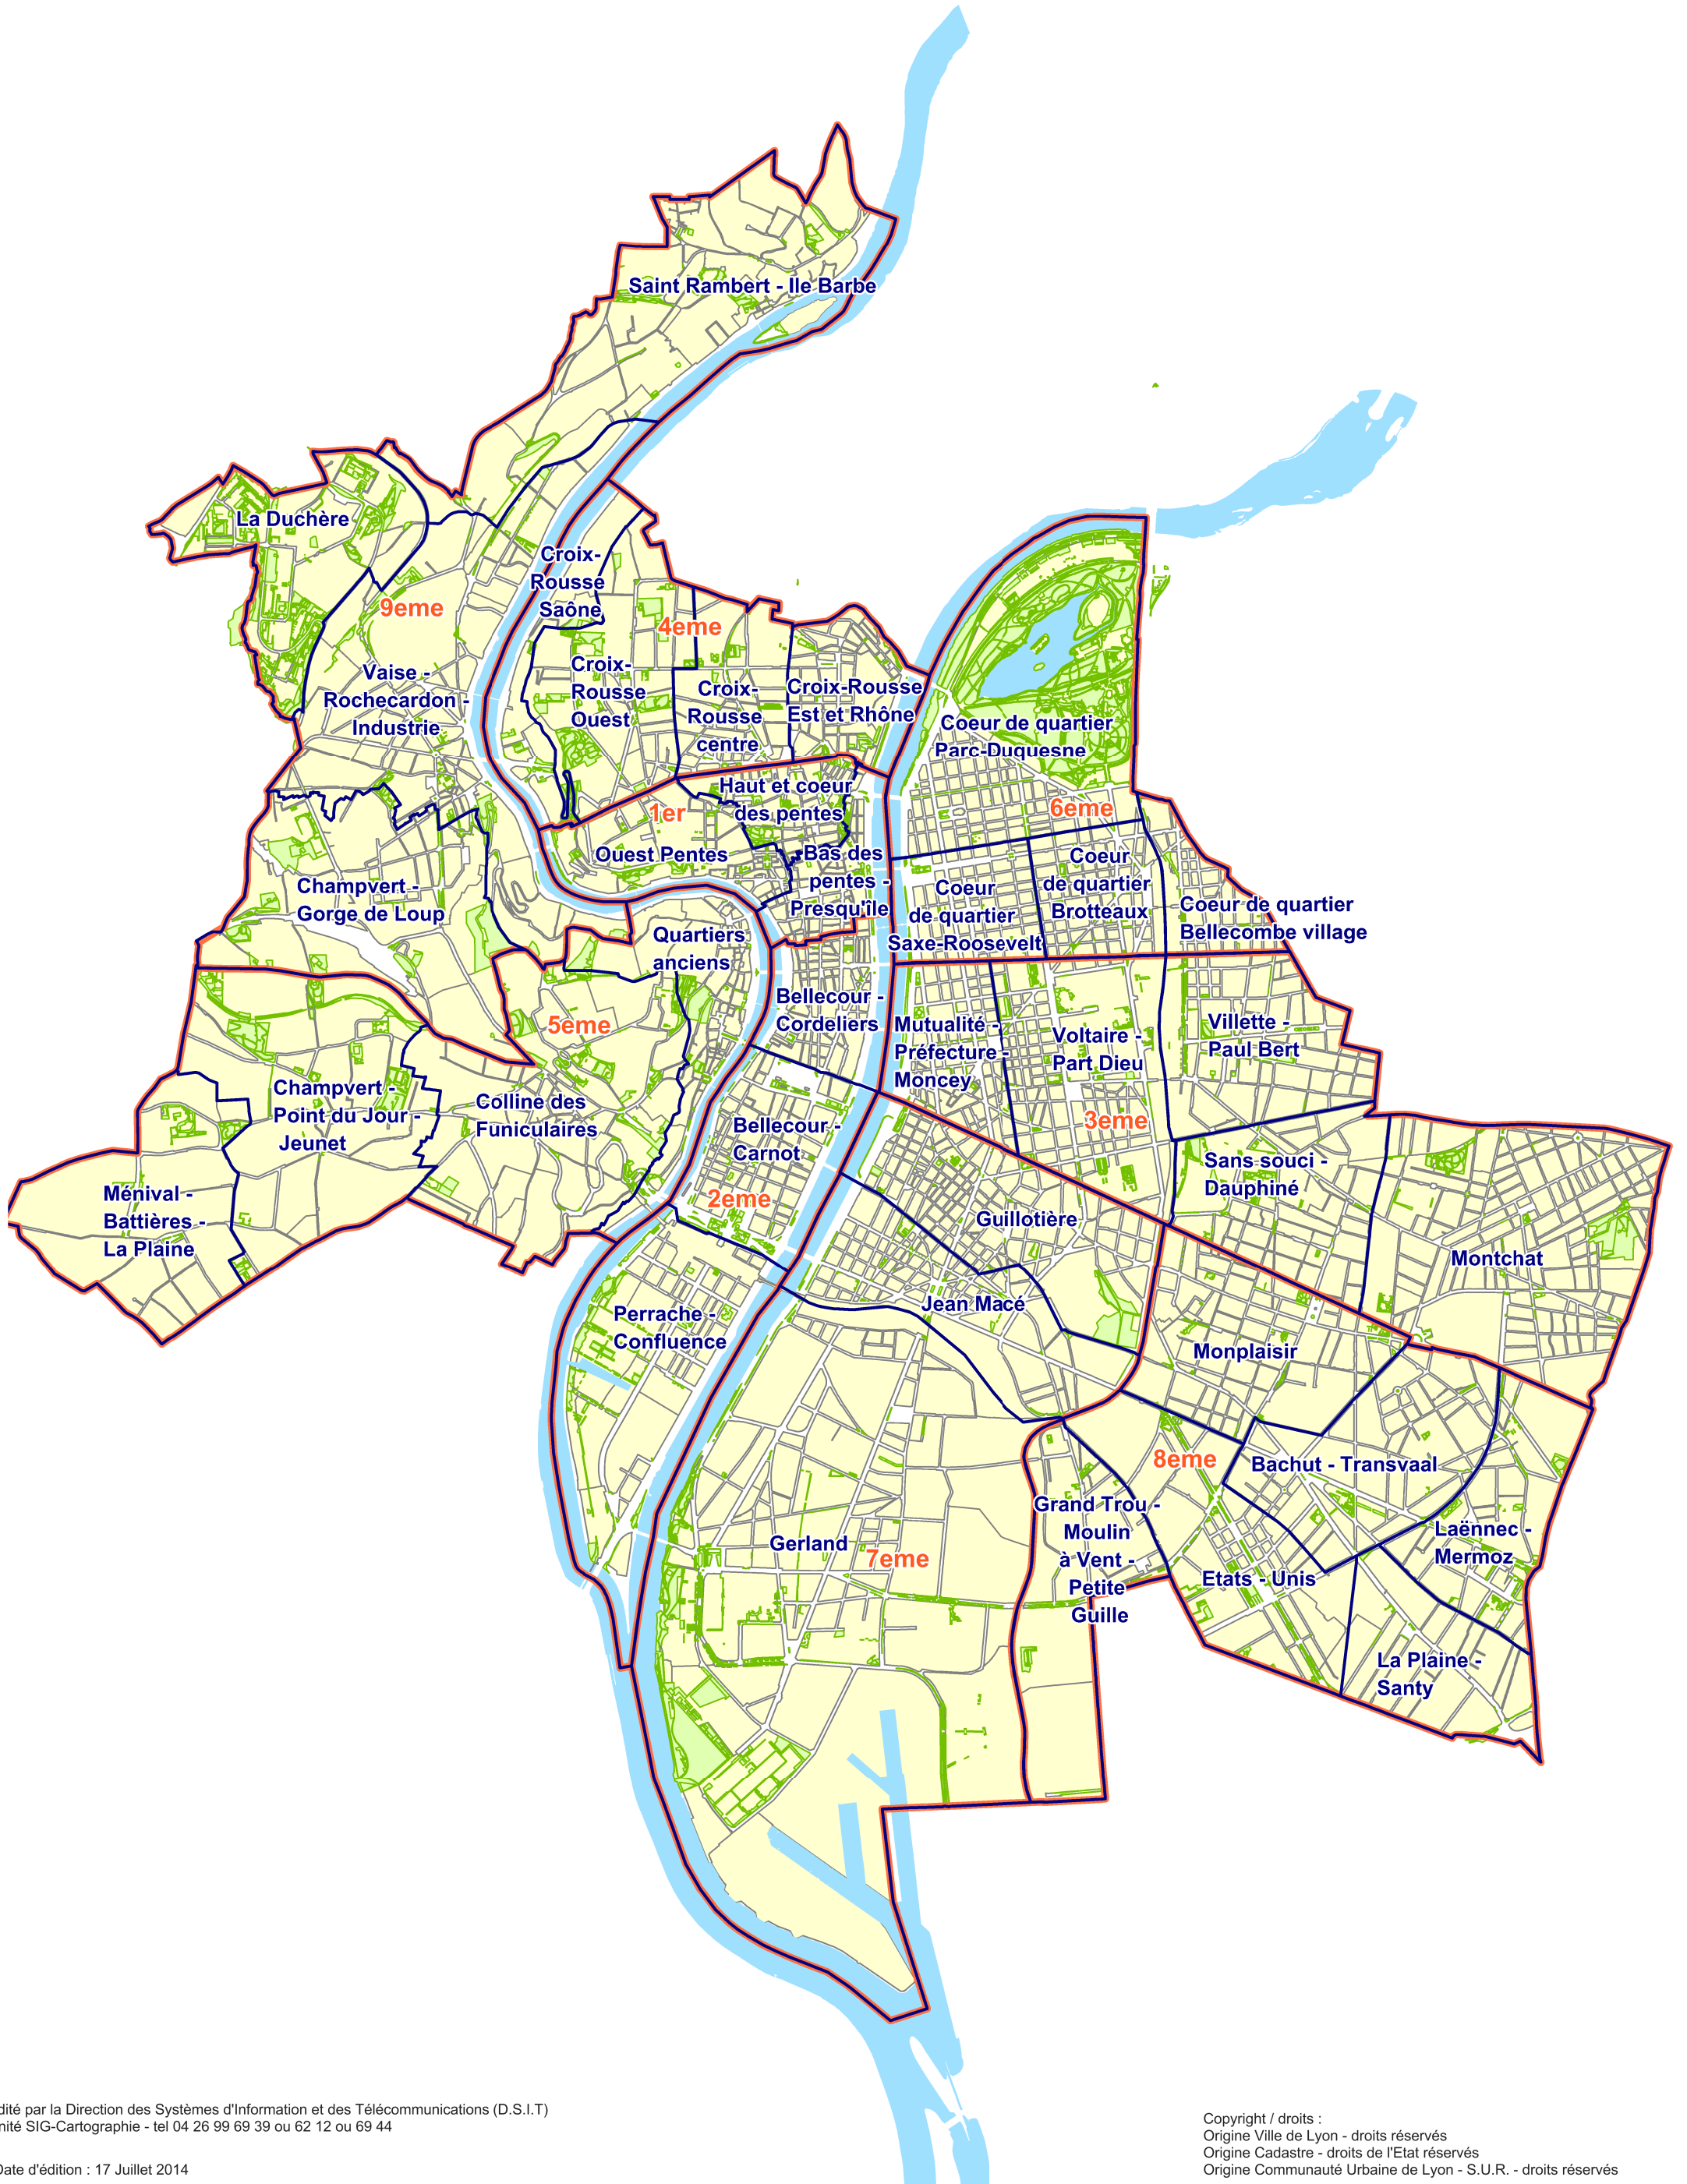 Saint Rambert - Ile Barbe
La Duchère
9eme
Vaise -
Rochecardon -
Industrie
Croix-
Rousse
Saône
4eme
Croix-
Rousse
Ouest
Croix-
Rousse
centre
Croix-Rousse
Est et Rhône
Coeur de quartier
Parc-Duquesne
6eme
1er
Haut et coeur
des pentes
Ouest Pentes
Bas des
pentes -
Presqu'île
Coeur
de quartier
Saxe-Roosevelt
Coeur
de quartier
Brotteaux
Coeur de quartier
Bellecombe village
Champvert -
Gorge de Loup
Quartiers
anciens
5eme
Bellecour -
Cordeliers
Mutualité -
Préfecture -
Moncey
Voltaire -
Part Dieu
Villette -
Paul Bert
3eme
Champvert -
Point du Jour -
Jeunet
Colline des
Funiculaires
Bellecour -
Carnot
2eme
Sans souci -
Dauphiné
Ménival -
Battières -
La Plaine
Guillotière
Montchat
Jean Macé
Perrache -
Confluence
Monplaisir
8eme
Bachut - Transvaal
Grand Trou -
Moulin
à Vent -
Petite
Guille
Gerland
7eme
Etats - Unis
Laënnec -
Mermoz
La Plaine -
Santy
dité par la Direction des Systèmes d'Information et des Télécommunications (D.S.I.T)
nité SIG-Cartographie - tel 04 26 99 69 39 ou 62 12 ou 69 44
Date d'édition : 17 Juillet 2014
Copyright / droits :
Origine Ville de Lyon - droits réservés
Origine Cadastre - droits de l'Etat réservés
Origine Communauté Urbaine de Lyon - S.U.R. - droits réservés